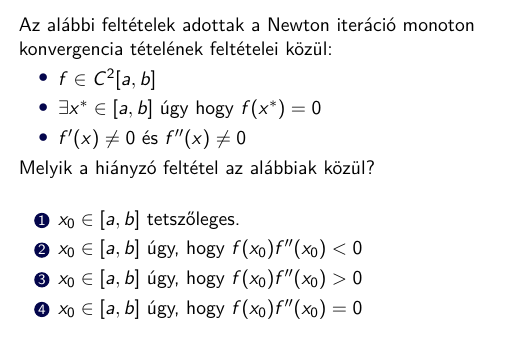 Az alábbi feltételek adottak a Newton iteráció monoton
konvergencia tételének feltételei közül:
• f ∈ C²[a, b]
• ∃x* ∈ [a, b] úgy hogy f(x*) = 0
• f′(x) ≠ 0 és f″(x) ≠ 0
Melyik a hiányzó feltétel az alábbiak közül?
1 x₀ ∈ [a, b] tetszőleges.
2 x₀ ∈ [a, b] úgy, hogy f(x₀)f″(x₀) < 0
3 x₀ ∈ [a, b] úgy, hogy f(x₀)f″(x₀) > 0
4 x₀ ∈ [a, b] úgy, hogy f(x₀)f″(x₀) = 0